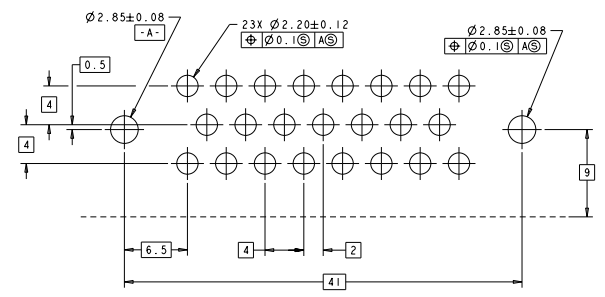 Ø2.85±0.08
-A-
23X Ø2.20±0.12
⌖ Ø0.1Ⓢ AⓈ
Ø2.85±0.08
⌖ Ø0.1Ⓢ AⓈ
0.5
4
4
9
6.5
4
2
41